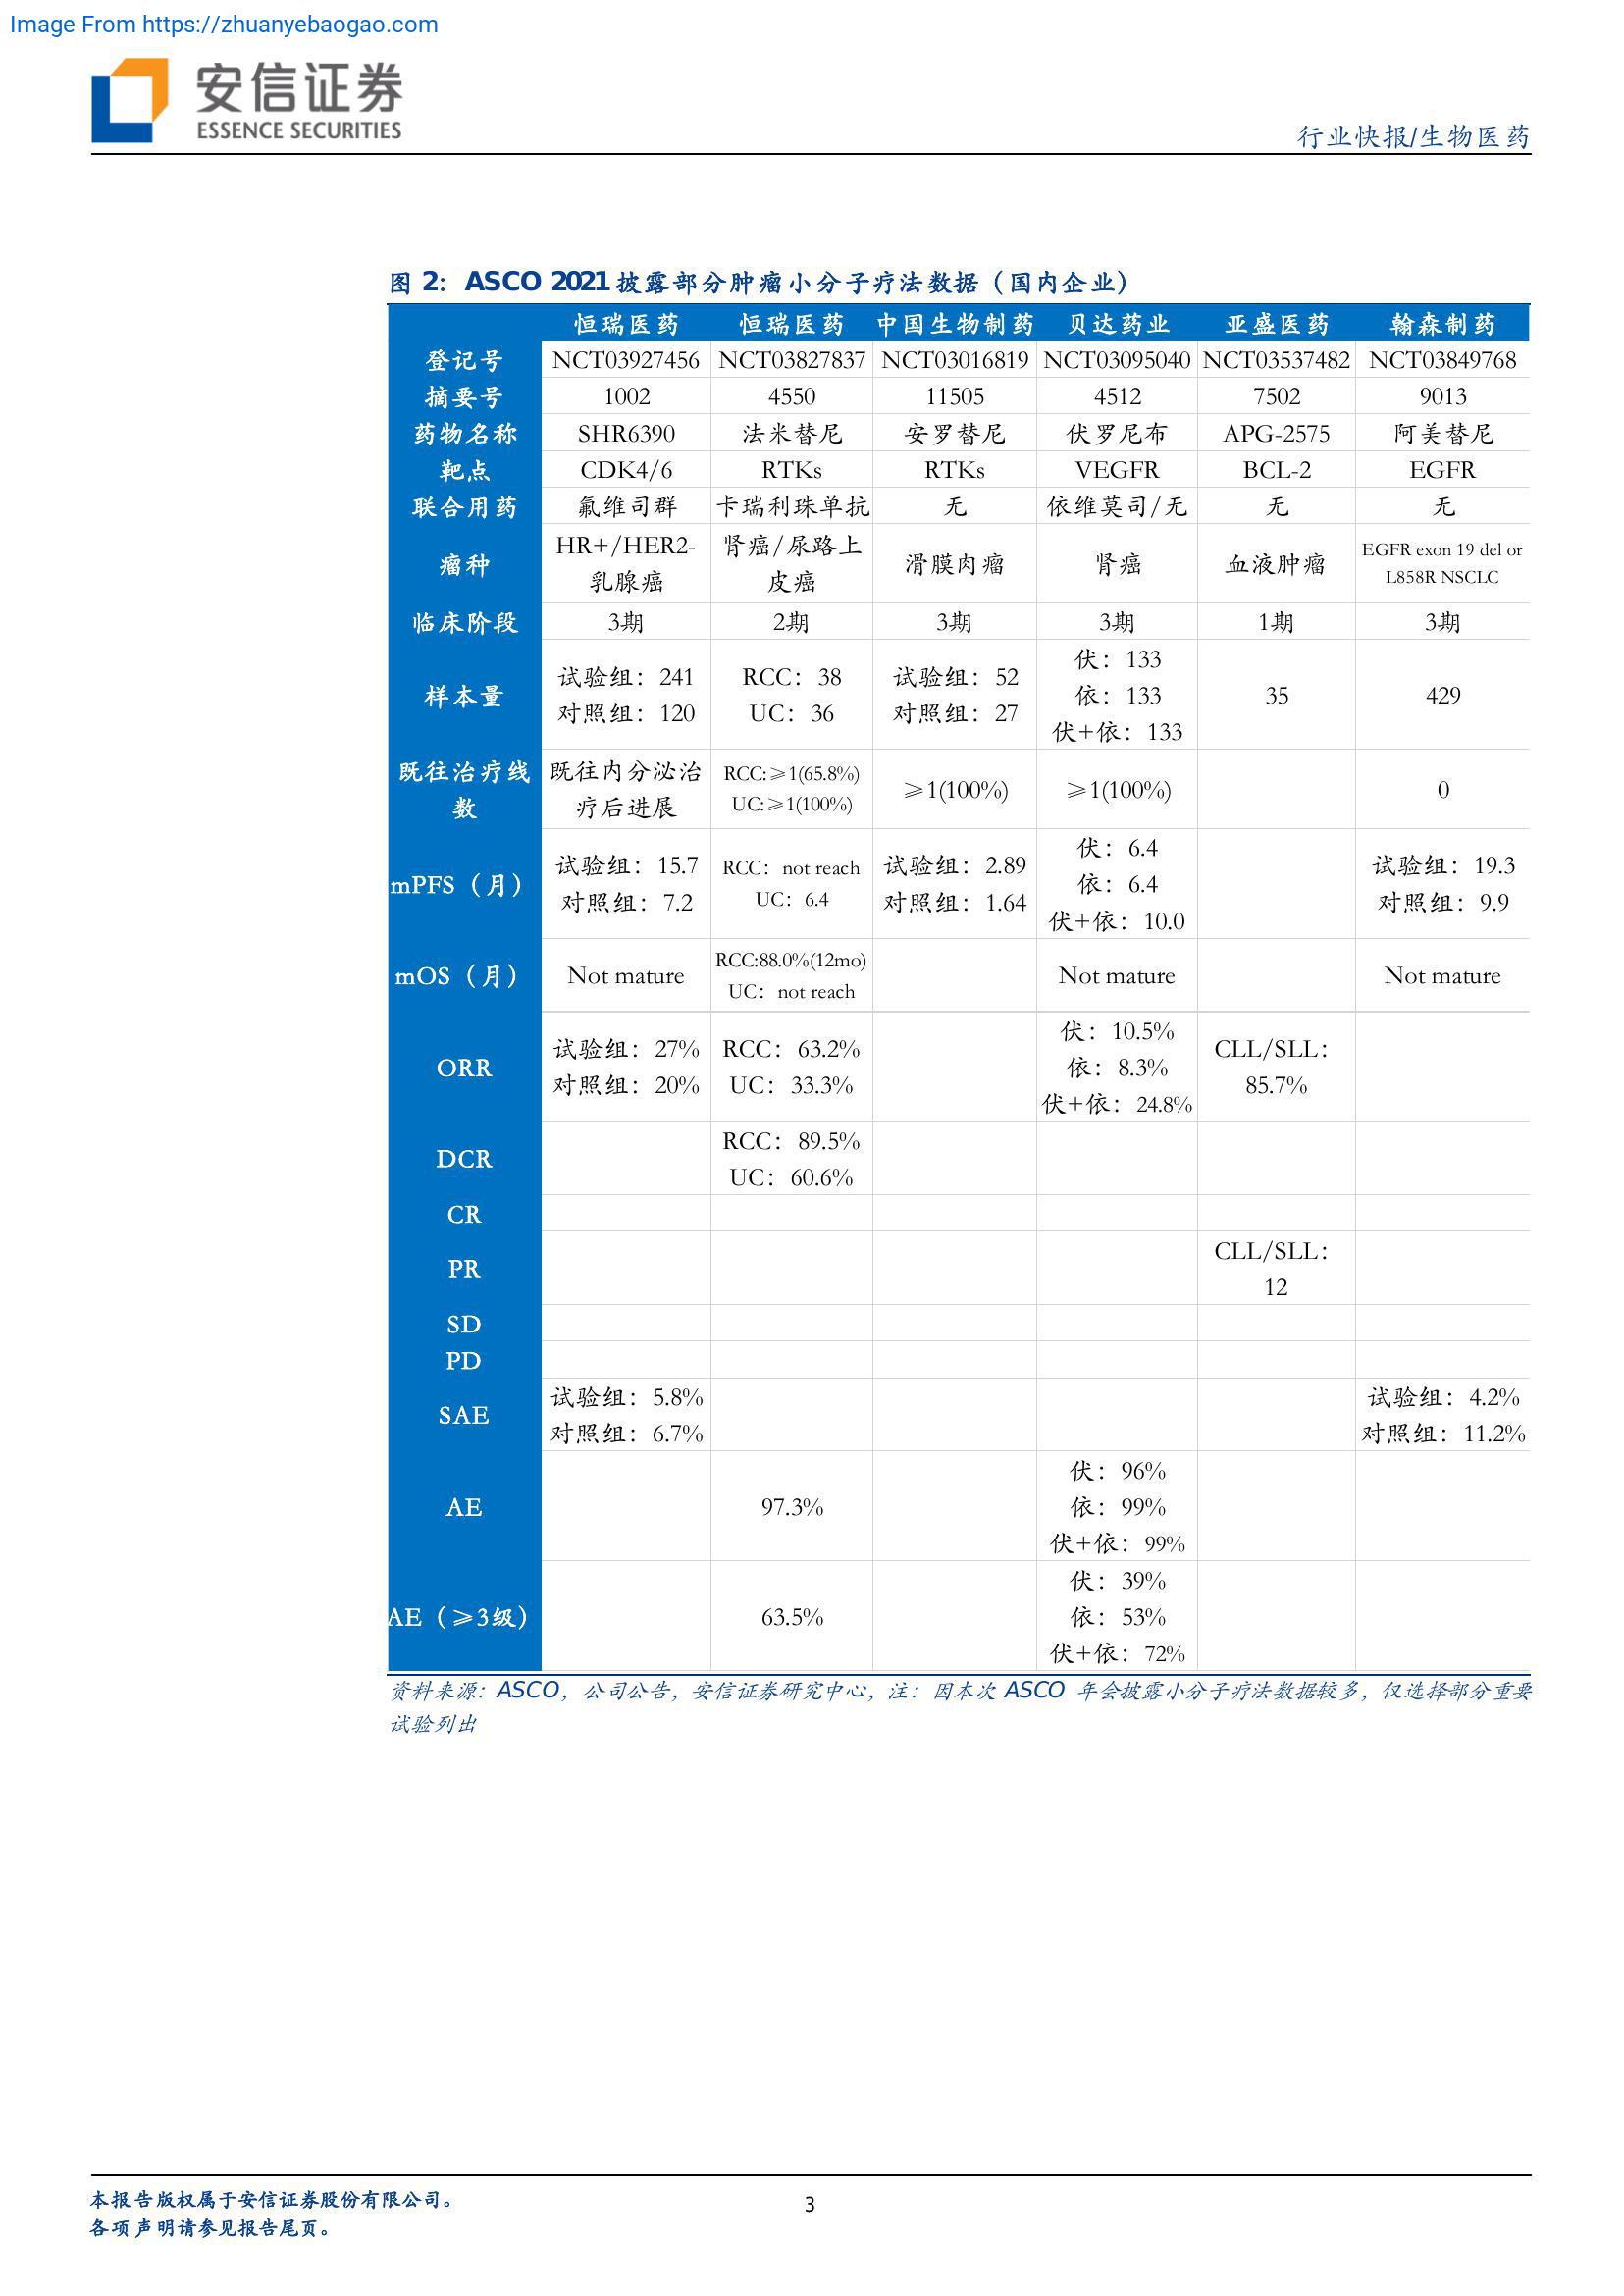 Image From https://zhuanyebaogao.com
安信证券
ESSENCE SECURITIES
行业快报/生物医药
图 2：ASCO 2021 披露部分肿瘤小分子疗法数据（国内企业）
恒瑞医药 恒瑞医药 中国生物制药 贝达药业 亚盛医药 翰森制药
登记号 NCT03927456 NCT03827837 NCT03016819 NCT03095040 NCT03537482 NCT03849768
摘要号 1002 4550 11505 4512 7502 9013
药物名称 SHR6390 法米替尼 安罗替尼 伏罗尼布 APG-2575 阿美替尼
靶点 CDK4/6 RTKs RTKs VEGFR BCL-2 EGFR
联合用药 氟维司群 卡瑞利珠单抗 无 依维莫司/无 无 无
瘤种 HR+/HER2- 肾癌/尿路上 滑膜肉瘤 肾癌 血液肿瘤 EGFR exon 19 del or
乳腺癌 皮癌 L858R NSCLC
临床阶段 3期 2期 3期 3期 1期 3期
伏：133
试验组：241 RCC：38 试验组：52
样本量 依：133 35 429
对照组：120 UC：36 对照组：27
伏+依：133
既往治疗线 既往内分泌治 RCC:≥1(65.8%) ≥1(100%) ≥1(100%) 0
数 疗后进展 UC:≥1(100%)
伏：6.4
试验组：15.7 RCC：not reach 试验组：2.89 试验组：19.3
mPFS（月） 依：6.4
对照组：7.2 UC：6.4 对照组：1.64 对照组：9.9
伏+依：10.0
RCC:88.0%(12mo)
mOS（月） Not mature Not mature Not mature
UC：not reach
伏：10.5%
试验组：27% RCC：63.2% CLL/SLL：
ORR 依：8.3%
对照组：20% UC：33.3% 85.7%
伏+依：24.8%
RCC：89.5%
DCR
UC：60.6%
CR
CLL/SLL：
PR
12
SD
PD
试验组：5.8% 试验组：4.2%
SAE
对照组：6.7% 对照组：11.2%
伏：96%
AE 97.3% 依：99%
伏+依：99%
伏：39%
AE（≥3级） 63.5% 依：53%
伏+依：72%
资料来源：ASCO，公司公告，安信证券研究中心，注：因本次 ASCO 年会披露小分子疗法数据较多，仅选择部分重要
试验列出
本报告版权属于安信证券股份有限公司。
3
各项声明请参见报告尾页。